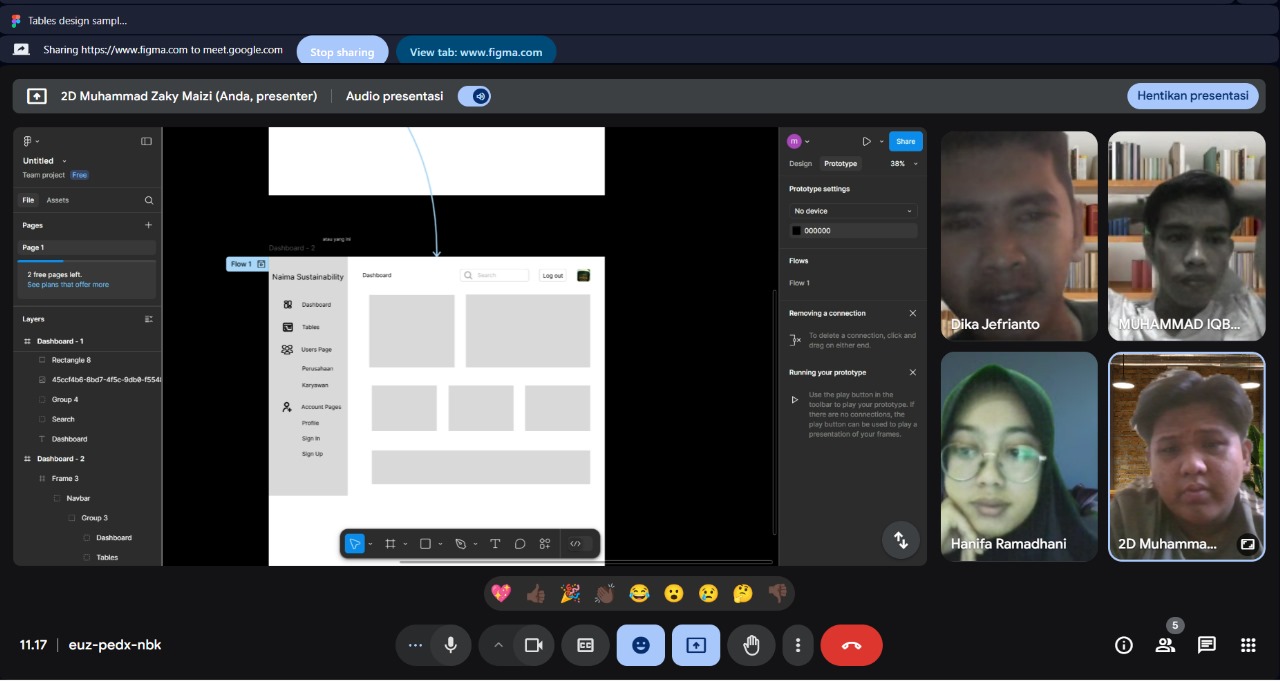 Tables design sampl...
Sharing https://www.figma.com to meet.google.com
Stop sharing
View tab: www.figma.com
2D Muhammad Zaky Maizi (Anda, presenter)
Audio presentasi
Hentikan presentasi
Untitled
Team project Free
File Assets
Pages
Page 1
2 free pages left.
See plans that offer more
Layers
Dashboard - 1
Rectangle 8
Group 4
Search
Dashboard
Dashboard - 2
Frame 3
Navbar
Group 3
Dashboard
Tables
Dashboard - 2
atau yang ini
Flow 1
Naima Sustainability
Dashboard
Tables
Users Page
Perusahaan
Karyawan
Account Pages
Profile
Sign In
Sign Up
Dashboard
Search
Log out
m
Share
Design Prototype 38%
Prototype settings
No device
000000
Flows
Flow 1
Removing a connection
To delete a connection, click and
drag on either end.
Running your prototype
Use the play button in the
toolbar to play your prototype. If
there are no connections, the
play button can be used to play a
presentation of your frames.
Dika Jefrianto
MUHAMMAD IQB...
Hanifa Ramadhani
2D Muhamma...
11.17 | euz-pedx-nbk
5